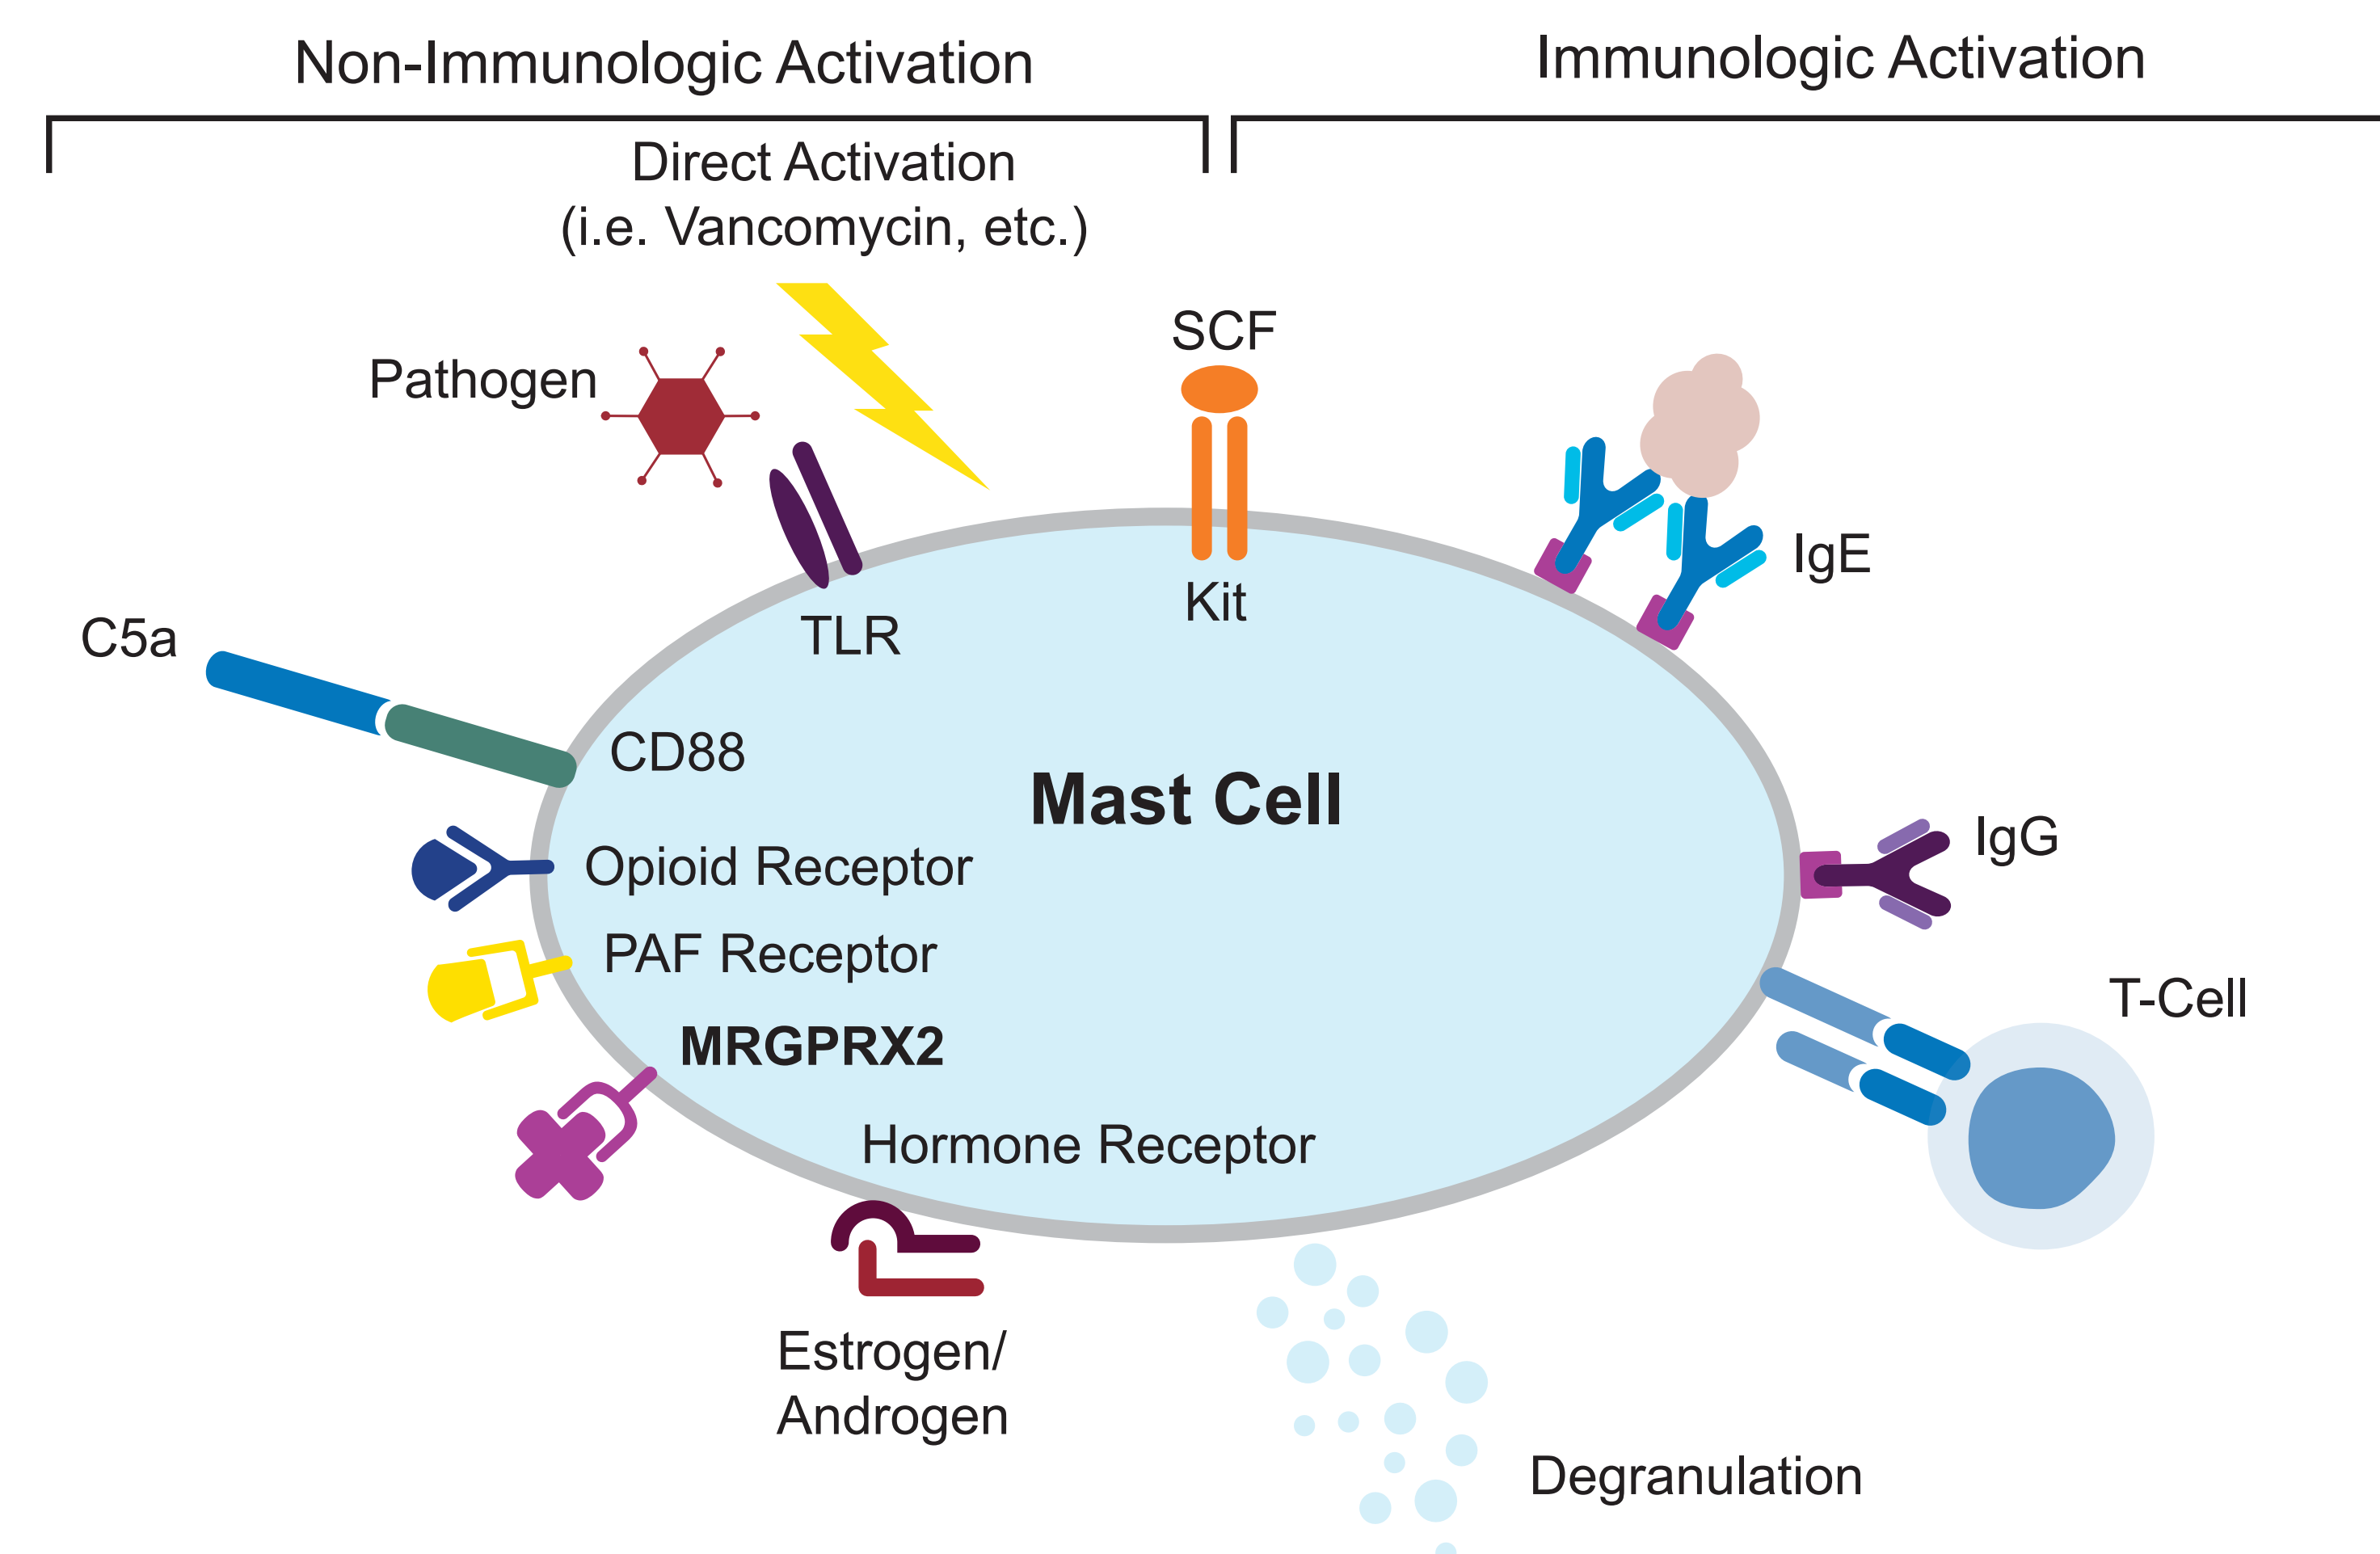 Non-Immunologic Activation
Immunologic Activation
Direct Activation
(i.e. Vancomycin, etc.)
SCF
Pathogen
IgE
Kit
TLR
C5a
CD88
Mast Cell
IgG
Opioid Receptor
PAF Receptor
T-Cell
MRGPRX2
Hormone Receptor
Estrogen/
Androgen
Degranulation